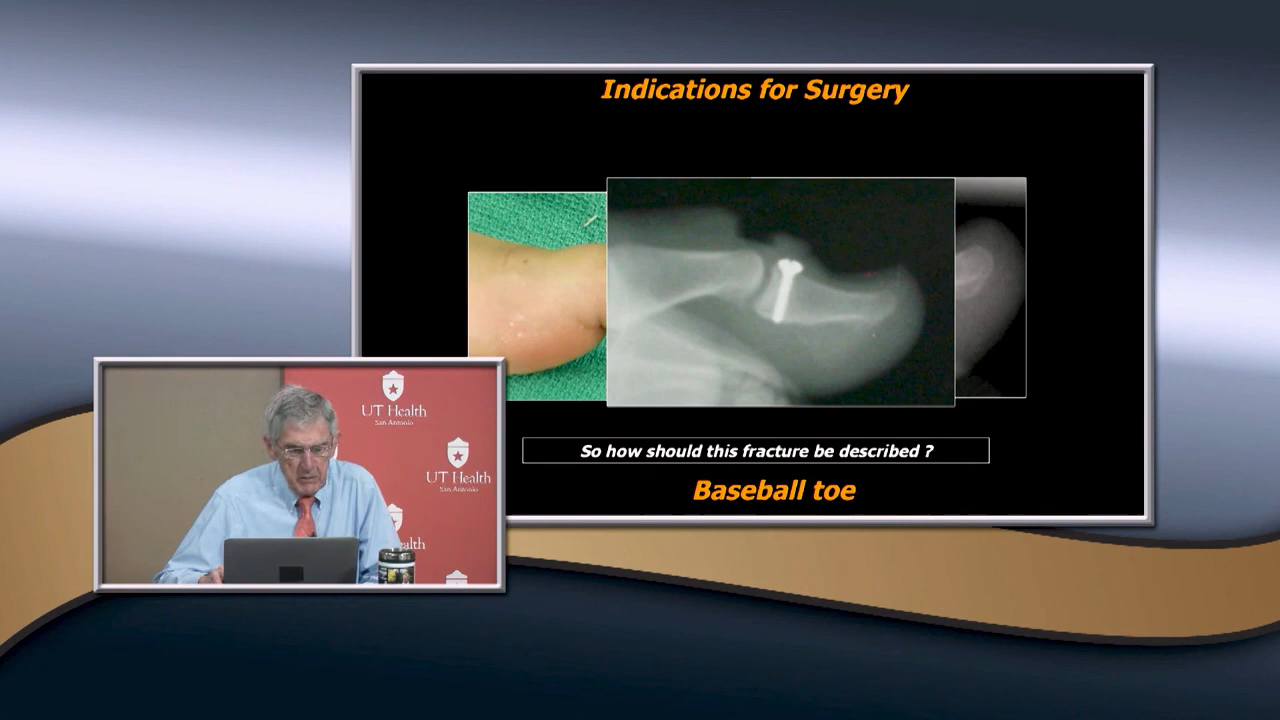 Indications for Surgery
So how should this fracture be described ?
Baseball toe
UT Health
San Antonio
UT Health
San Antonio
ealth